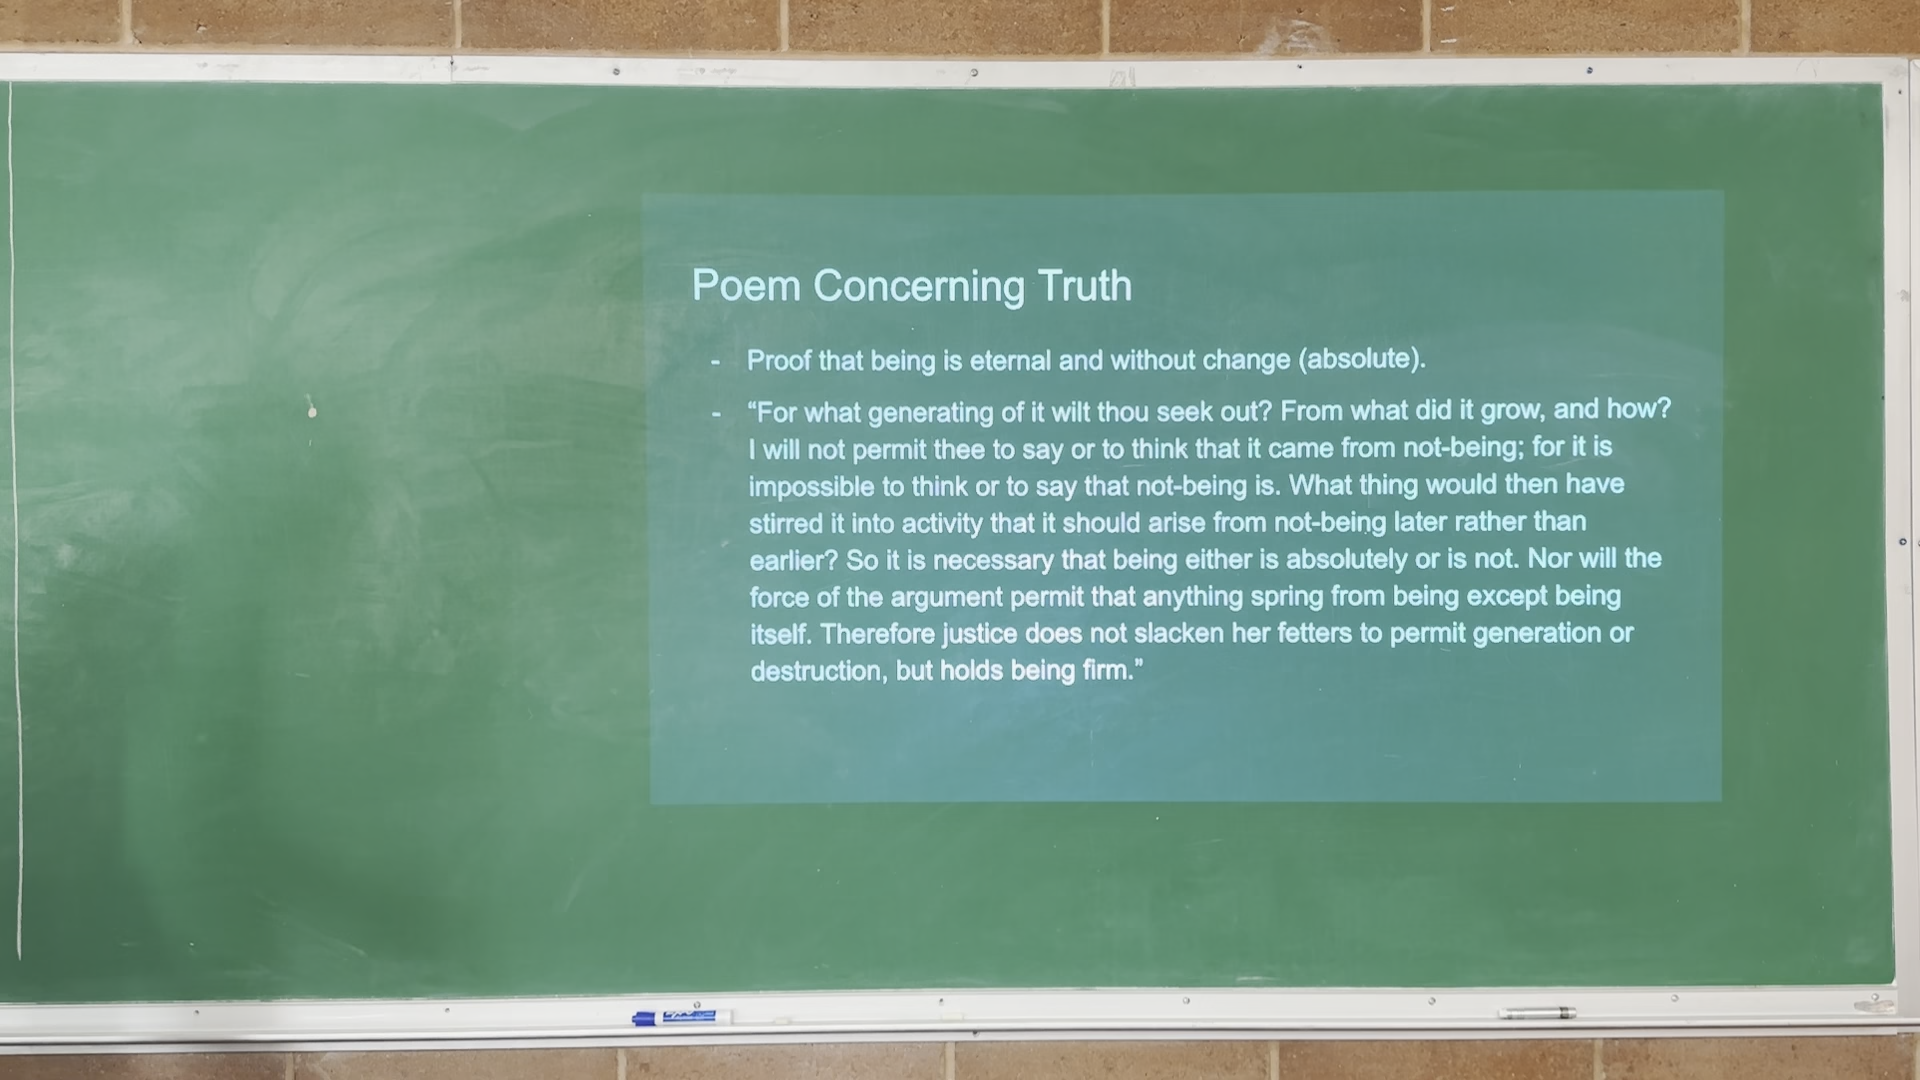 Poem Concerning Truth
- Proof that being is eternal and without change (absolute).
- “For what generating of it wilt thou seek out? From what did it grow, and how?
I will not permit thee to say or to think that it came from not-being; for it is
impossible to think or to say that not-being is. What thing would then have
stirred it into activity that it should arise from not-being later rather than
earlier? So it is necessary that being either is absolutely or is not. Nor will the
force of the argument permit that anything spring from being except being
itself. Therefore justice does not slacken her fetters to permit generation or
destruction, but holds being firm.”